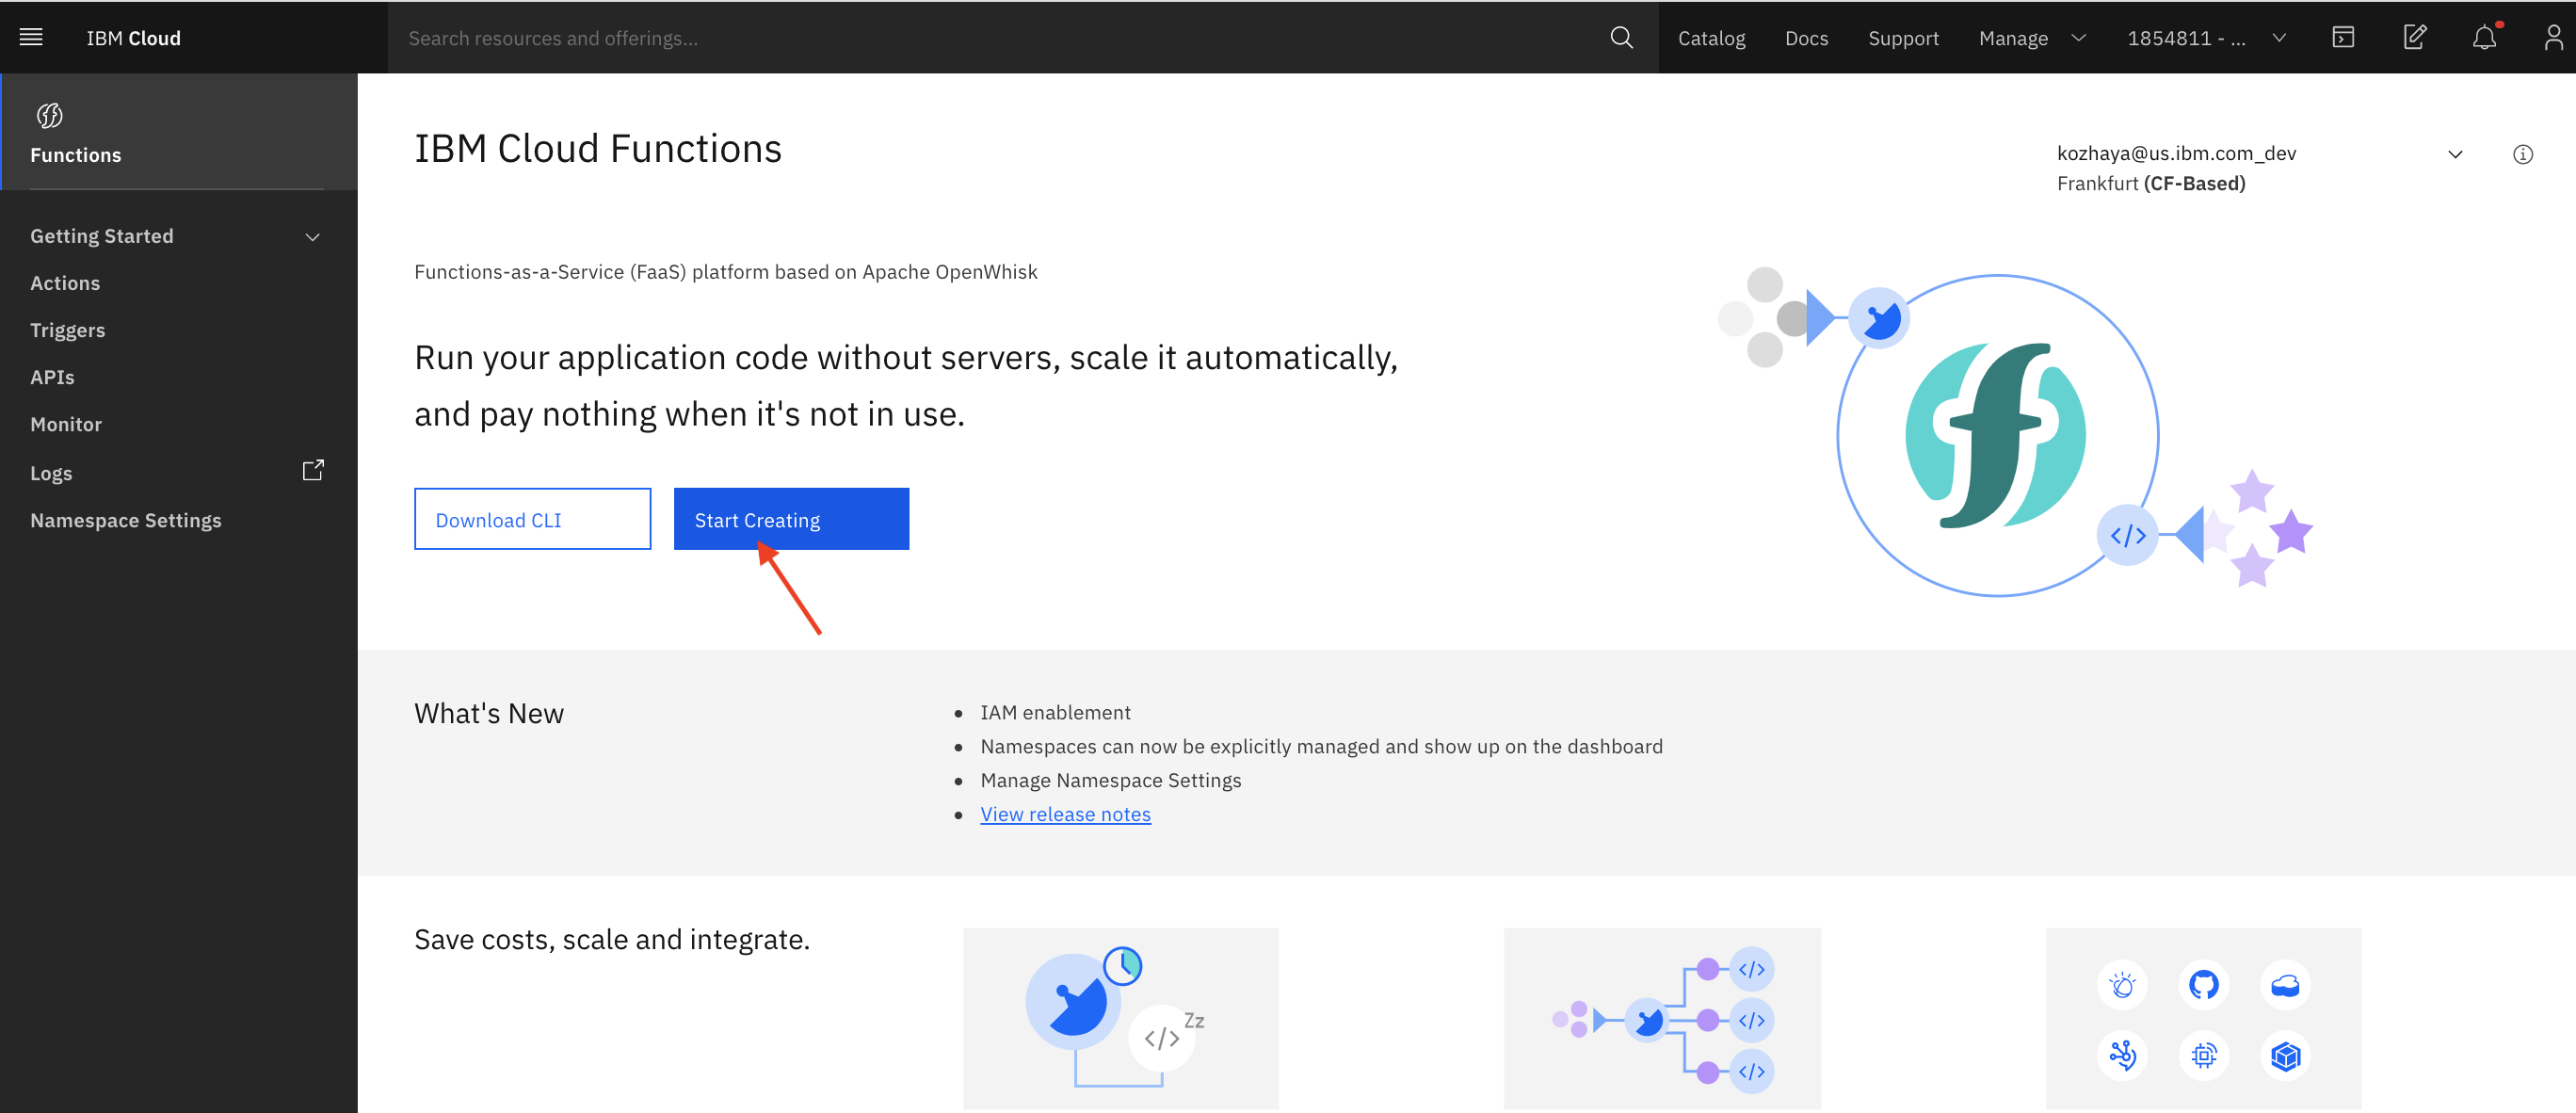 IBM Cloud
Search resources and offerings...
Catalog
Docs
Support
Manage
1854811 - ...
Functions
Getting Started
Actions
Triggers
APIs
Monitor
Logs
Namespace Settings
IBM Cloud Functions
kozhaya@us.ibm.com_dev
Frankfurt (CF-Based)
Functions-as-a-Service (FaaS) platform based on Apache OpenWhisk
Run your application code without servers, scale it automatically,
and pay nothing when it's not in use.
Download CLI
Start Creating
</>
What's New
IAM enablement
Namespaces can now be explicitly managed and show up on the dashboard
Manage Namespace Settings
View release notes
Save costs, scale and integrate.
Zz
</>
</>
</>
</>